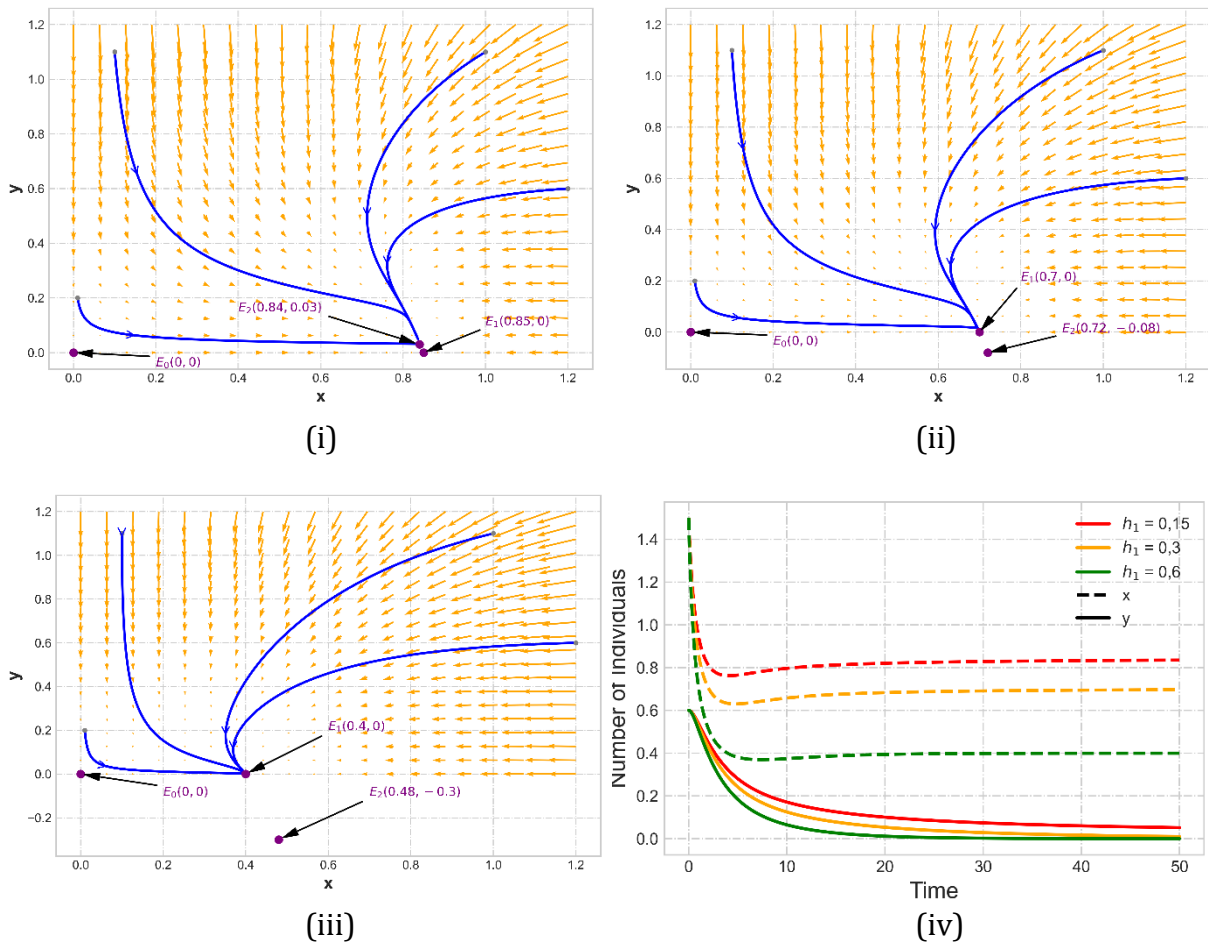 1.2
1.0
0.8
0.6
0.4
0.2
0.0
y
E₂(0.84, 0.03)
E₁(0.85, 0)
E₀(0, 0)
0.0 0.2 0.4 0.6 0.8 1.0 1.2
x
(i)
1.2
1.0
0.8
0.6
0.4
0.2
0.0
y
E₁(0.7, 0)
E₂(0.72, −0.08)
E₀(0, 0)
0.0 0.2 0.4 0.6 0.8 1.0 1.2
x
(ii)
1.2
1.0
0.8
0.6
0.4
0.2
0.0
−0.2
y
E₁(0.4, 0)
E₀(0, 0)
E₂(0.48, −0.3)
0.0 0.2 0.4 0.6 0.8 1.0 1.2
x
(iii)
1.4
1.2
1.0
0.8
0.6
0.4
0.2
0.0
Number of Individuals
h₁ = 0,15
h₁ = 0,3
h₁ = 0,6
x
y
0 10 20 30 40 50
Time
(iv)